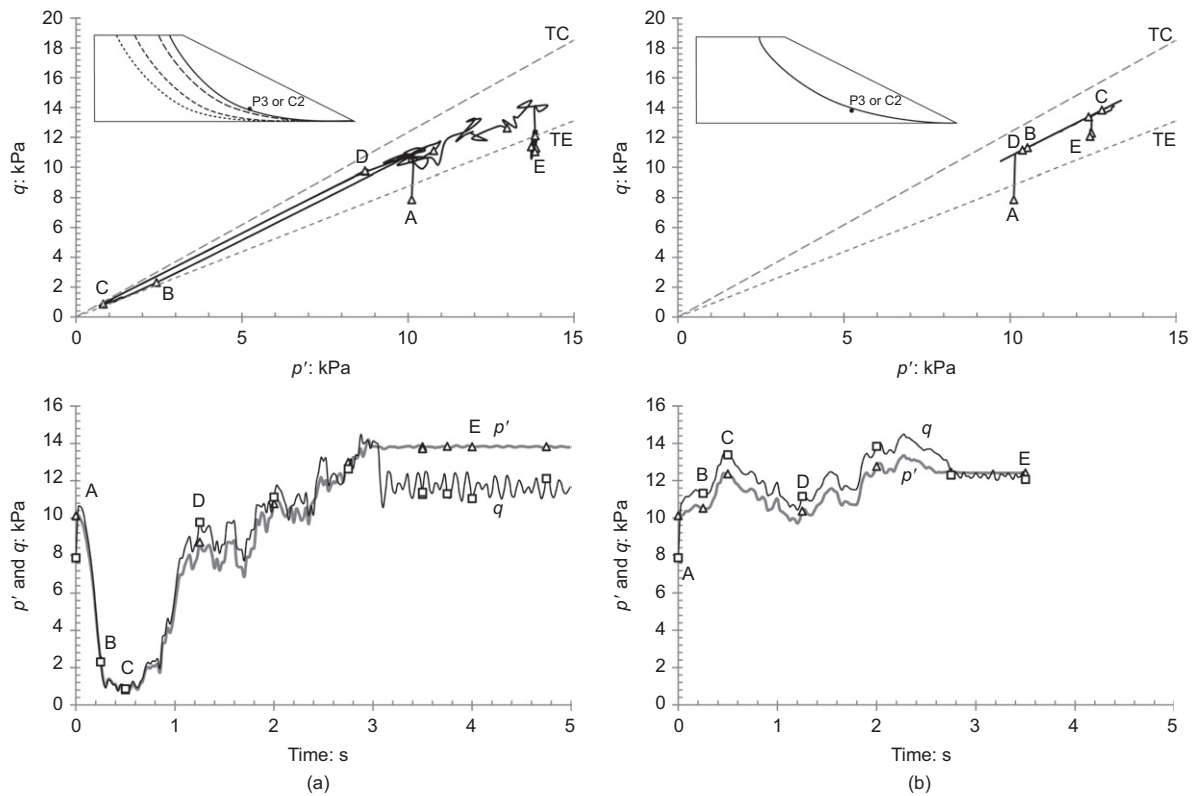 20
18
16
14
12
10
8
6
4
2
0
q: kPa
P3 or C2
TC
TE
A
B
C
D
E
0
5
10
15
p′: kPa
20
18
16
14
12
10
8
6
4
2
0
q: kPa
P3 or C2
TC
TE
A
B
C
D
E
0
5
10
15
p′: kPa
16
14
12
10
8
6
4
2
0
p′ and q: kPa
A
B
C
D
E
p′
q
0
1
2
3
4
5
Time: s
(a)
16
14
12
10
8
6
4
2
0
p′ and q: kPa
A
B
C
D
E
q
p′
0
1
2
3
4
5
Time: s
(b)